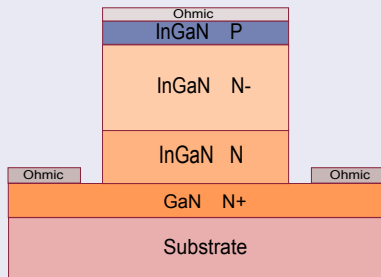 Ohmic
InGaN P
InGaN N-
InGaN N
Ohmic Ohmic
GaN N+
Substrate